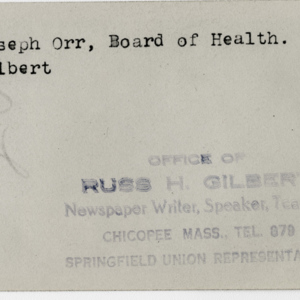 seph Orr, Board of Health.
lbert
OFFICE OF
RUSS H. GILBER
Newspaper Writer, Speaker, Tea
CHICOPEE MASS., TEL. 879
SPRINGFIELD UNION REPRESENTA